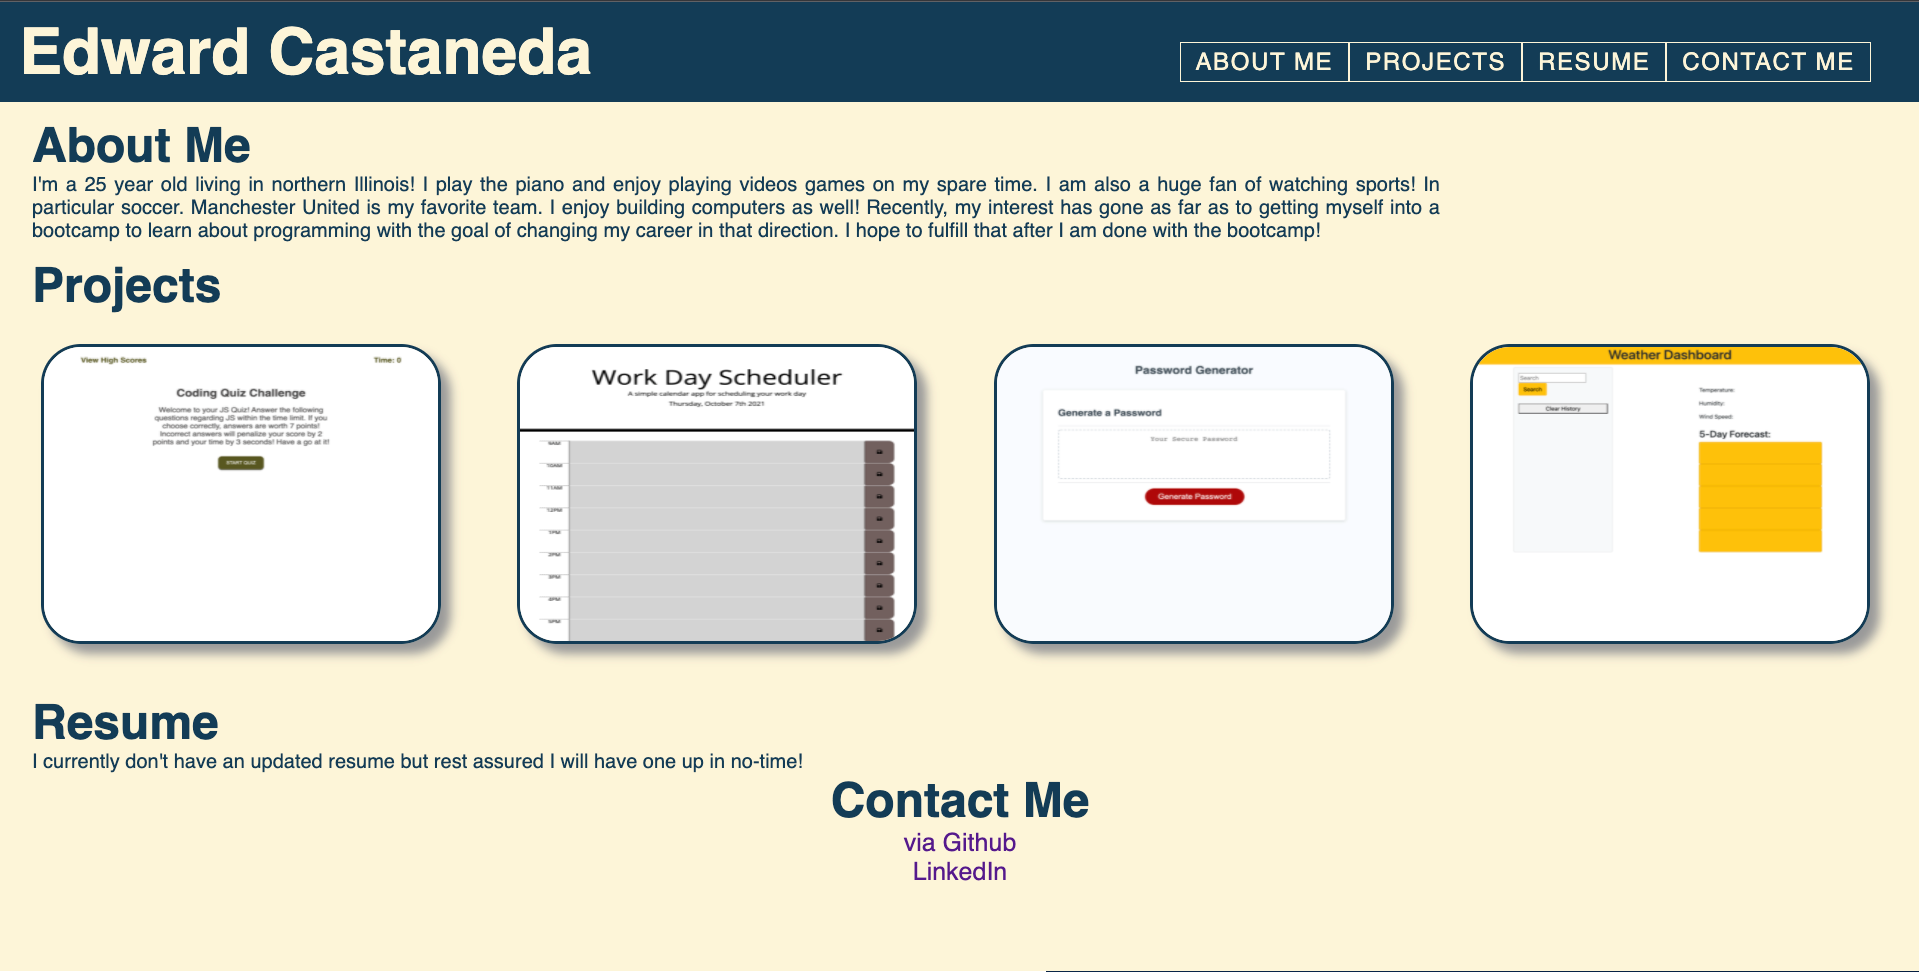 Edward Castaneda
ABOUT ME PROJECTS RESUME CONTACT ME
About Me
I'm a 25 year old living in northern Illinois! I play the piano and enjoy playing videos games on my spare time. I am also a huge fan of watching sports! In
particular soccer. Manchester United is my favorite team. I enjoy building computers as well! Recently, my interest has gone as far as to getting myself into a
bootcamp to learn about programming with the goal of changing my career in that direction. I hope to fulfill that after I am done with the bootcamp!
Projects
View High Scores Time: 0
Coding Quiz Challenge
Welcome to your JS Quiz! Answer the following
questions regarding JS within the time limit. If you
choose correctly, answers are worth 7 points!
Incorrect answers will penalize your score by 2
points and your time by 3 seconds! Have a go at it!
START QUIZ
Work Day Scheduler
A simple calendar app for scheduling your work day
Thursday, October 7th 2021
9AM
10AM
11AM
12PM
1PM
2PM
3PM
4PM
5PM
Password Generator
Generate a Password
Your Secure Password
Generate Password
Weather Dashboard
Search
Search
Clear History
Temperature:
Humidity:
Wind Speed:
5-Day Forecast:
Resume
I currently don't have an updated resume but rest assured I will have one up in no-time!
Contact Me
via Github
LinkedIn